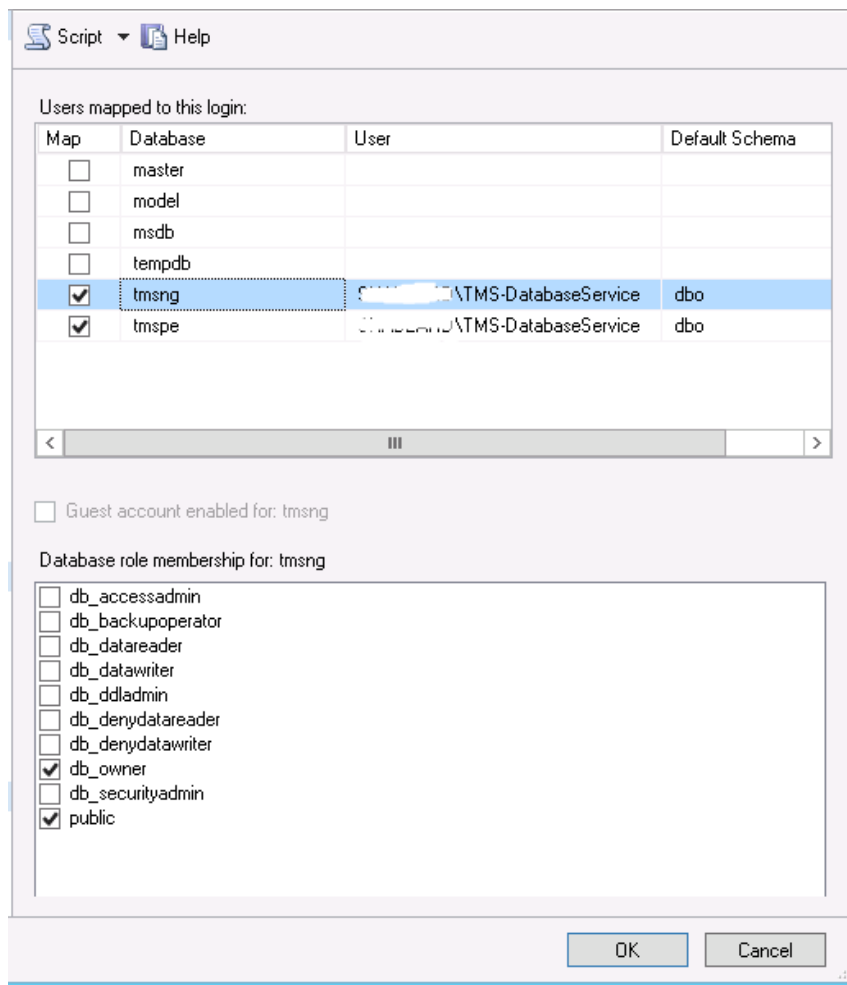 Script Help
Users mapped to this login:
Map Database User Default Schema
master
model
msdb
tempdb
tmsng \TMS-DatabaseService dbo
tmspe \TMS-DatabaseService dbo
Guest account enabled for: tmsng
Database role membership for: tmsng
db_accessadmin
db_backupoperator
db_datareader
db_datawriter
db_ddladmin
db_denydatareader
db_denydatawriter
db_owner
db_securityadmin
public
OK Cancel